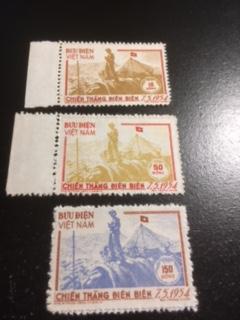 BƯU ĐIỆN
VIỆT NAM
10
ĐỒNG
CHIẾN THẮNG ĐIỆN BIÊN 7.5.1954
BƯU ĐIỆN
VIỆT NAM
50
ĐỒNG
CHIẾN THẮNG ĐIỆN BIÊN 7.5.1954
BƯU ĐIỆN
VIỆT NAM
150
ĐỒNG
CHIẾN THẮNG ĐIỆN BIÊN 7.5.1954